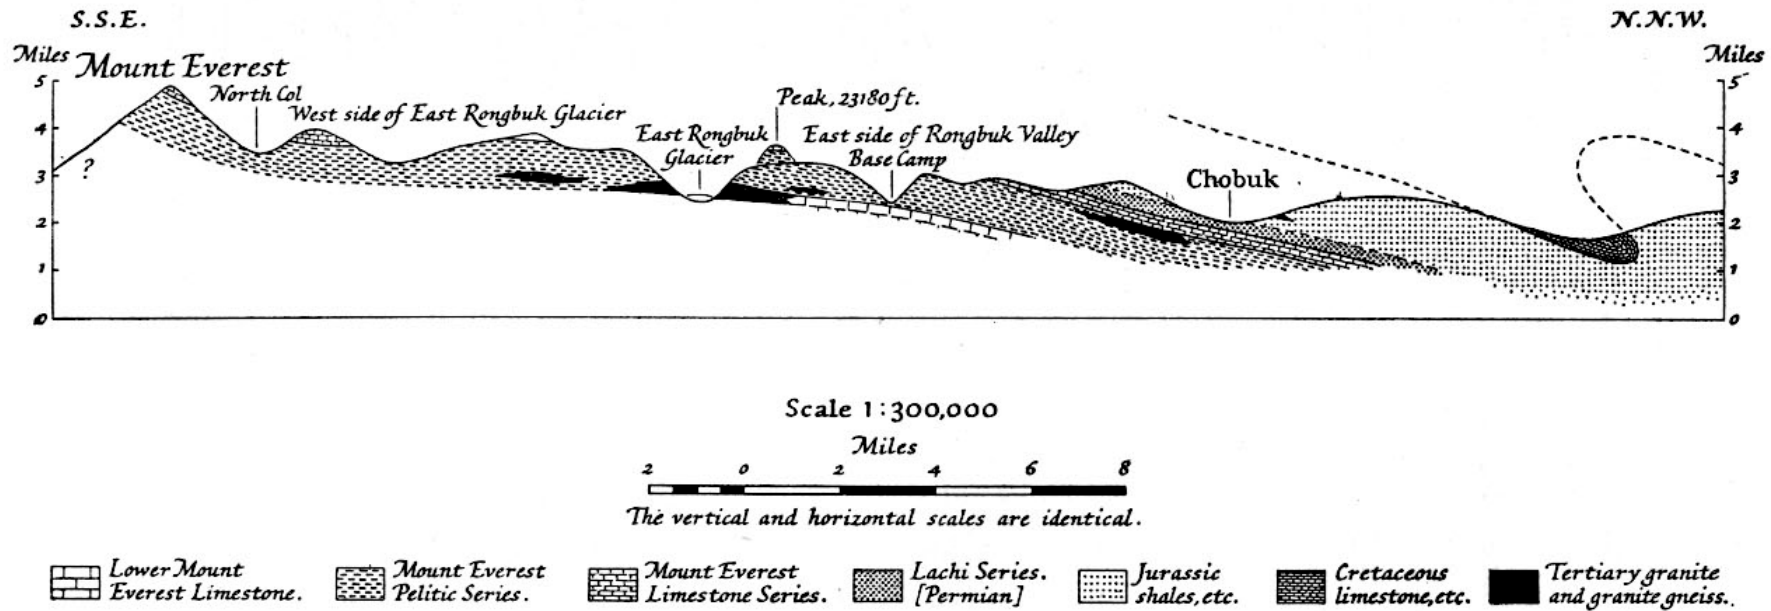 S.S.E.
N.N.W.
Miles
Mount Everest
Miles
North Col
West side of East Rongbuk Glacier
Peak, 23180 ft.
East Rongbuk
Glacier
East side of Rongbuk Valley
Base Camp
Chobuk
?
5
4
3
2
1
0
5
4
3
2
1
0
Scale 1:300,000
Miles
2 0 2 4 6 8
The vertical and horizontal scales are identical.
Lower Mount
Everest Limestone.
Mount Everest
Pelitic Series.
Mount Everest
Limestone Series.
Lachi Series.
[Permian]
Jurassic
shales, etc.
Cretaceous
limestone, etc.
Tertiary granite
and granite gneiss.